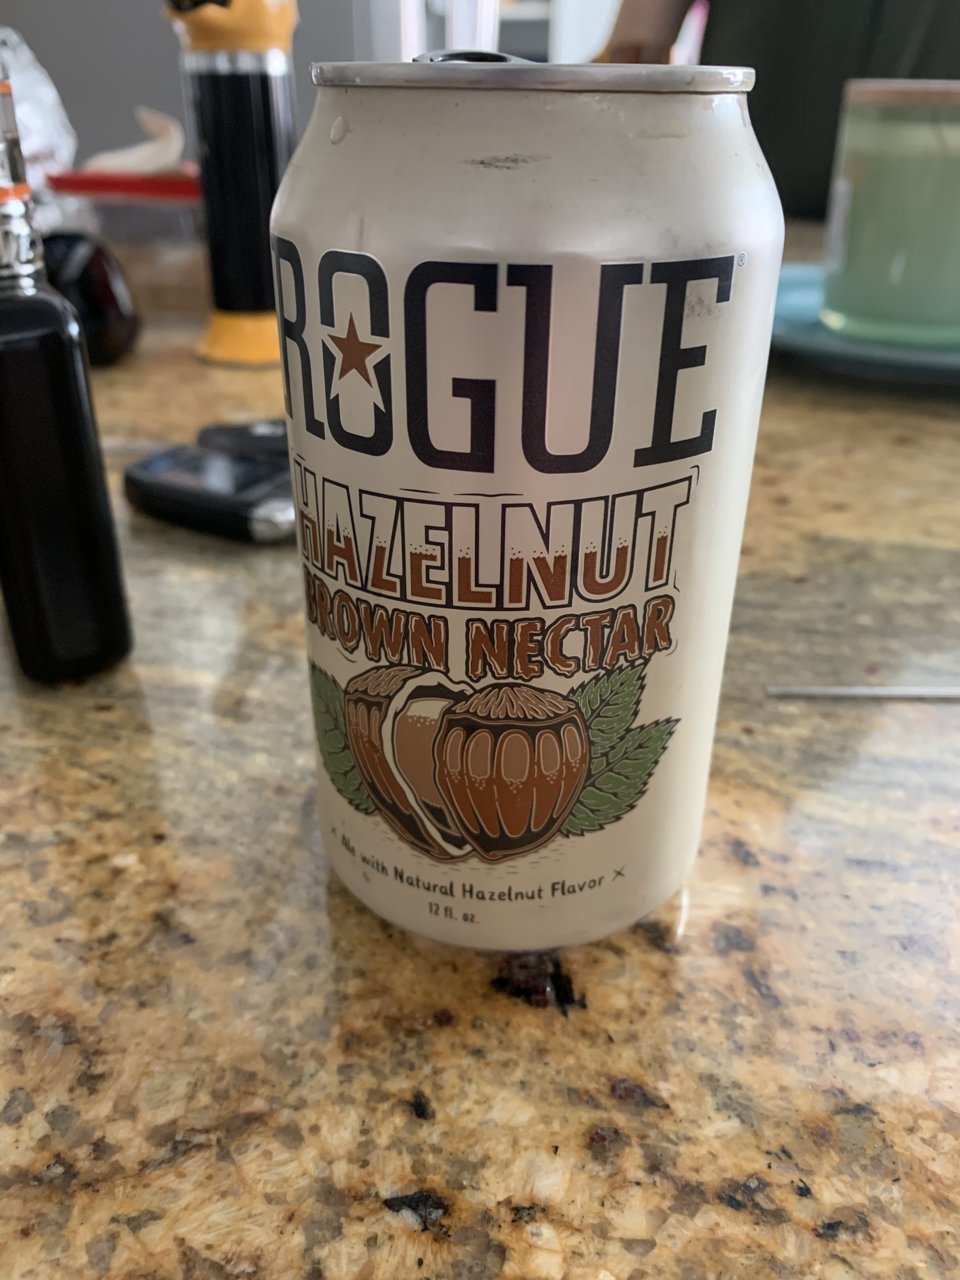 ROGUE®
HAZELNUT
BROWN NECTAR
× Ale with Natural Hazelnut Flavor ×
12 fl. oz.